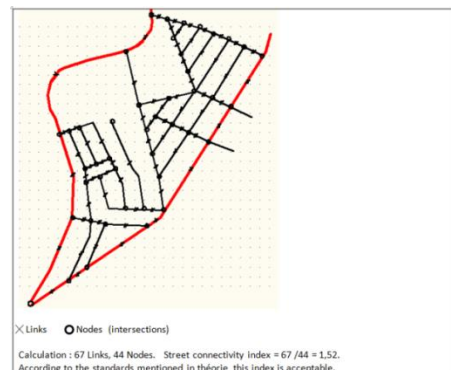 Links Nodes (intersections)
Calculation : 67 Links, 44 Nodes. Street connectivity index = 67 /44 = 1,52.
According to the standards mentioned in théorie, this index is acceptable.